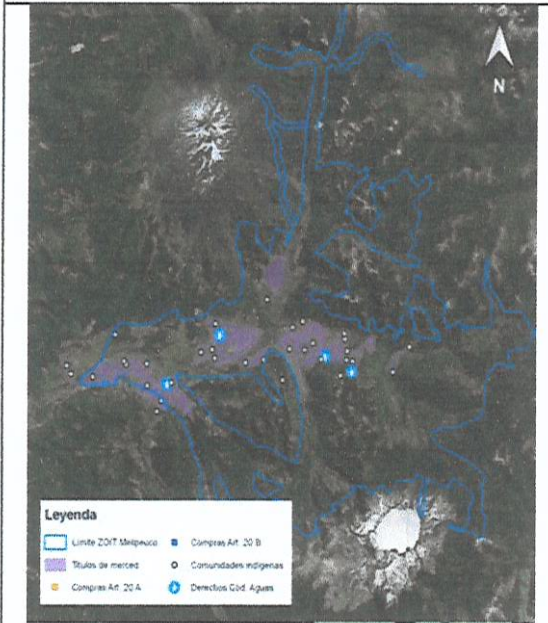 N
Leyenda
Límite ZOIT Melipeuco
Compras Art. 20 B
Títulos de merced
Comunidades indígenas
Compras Art. 20 A
Derechos Cód. Aguas